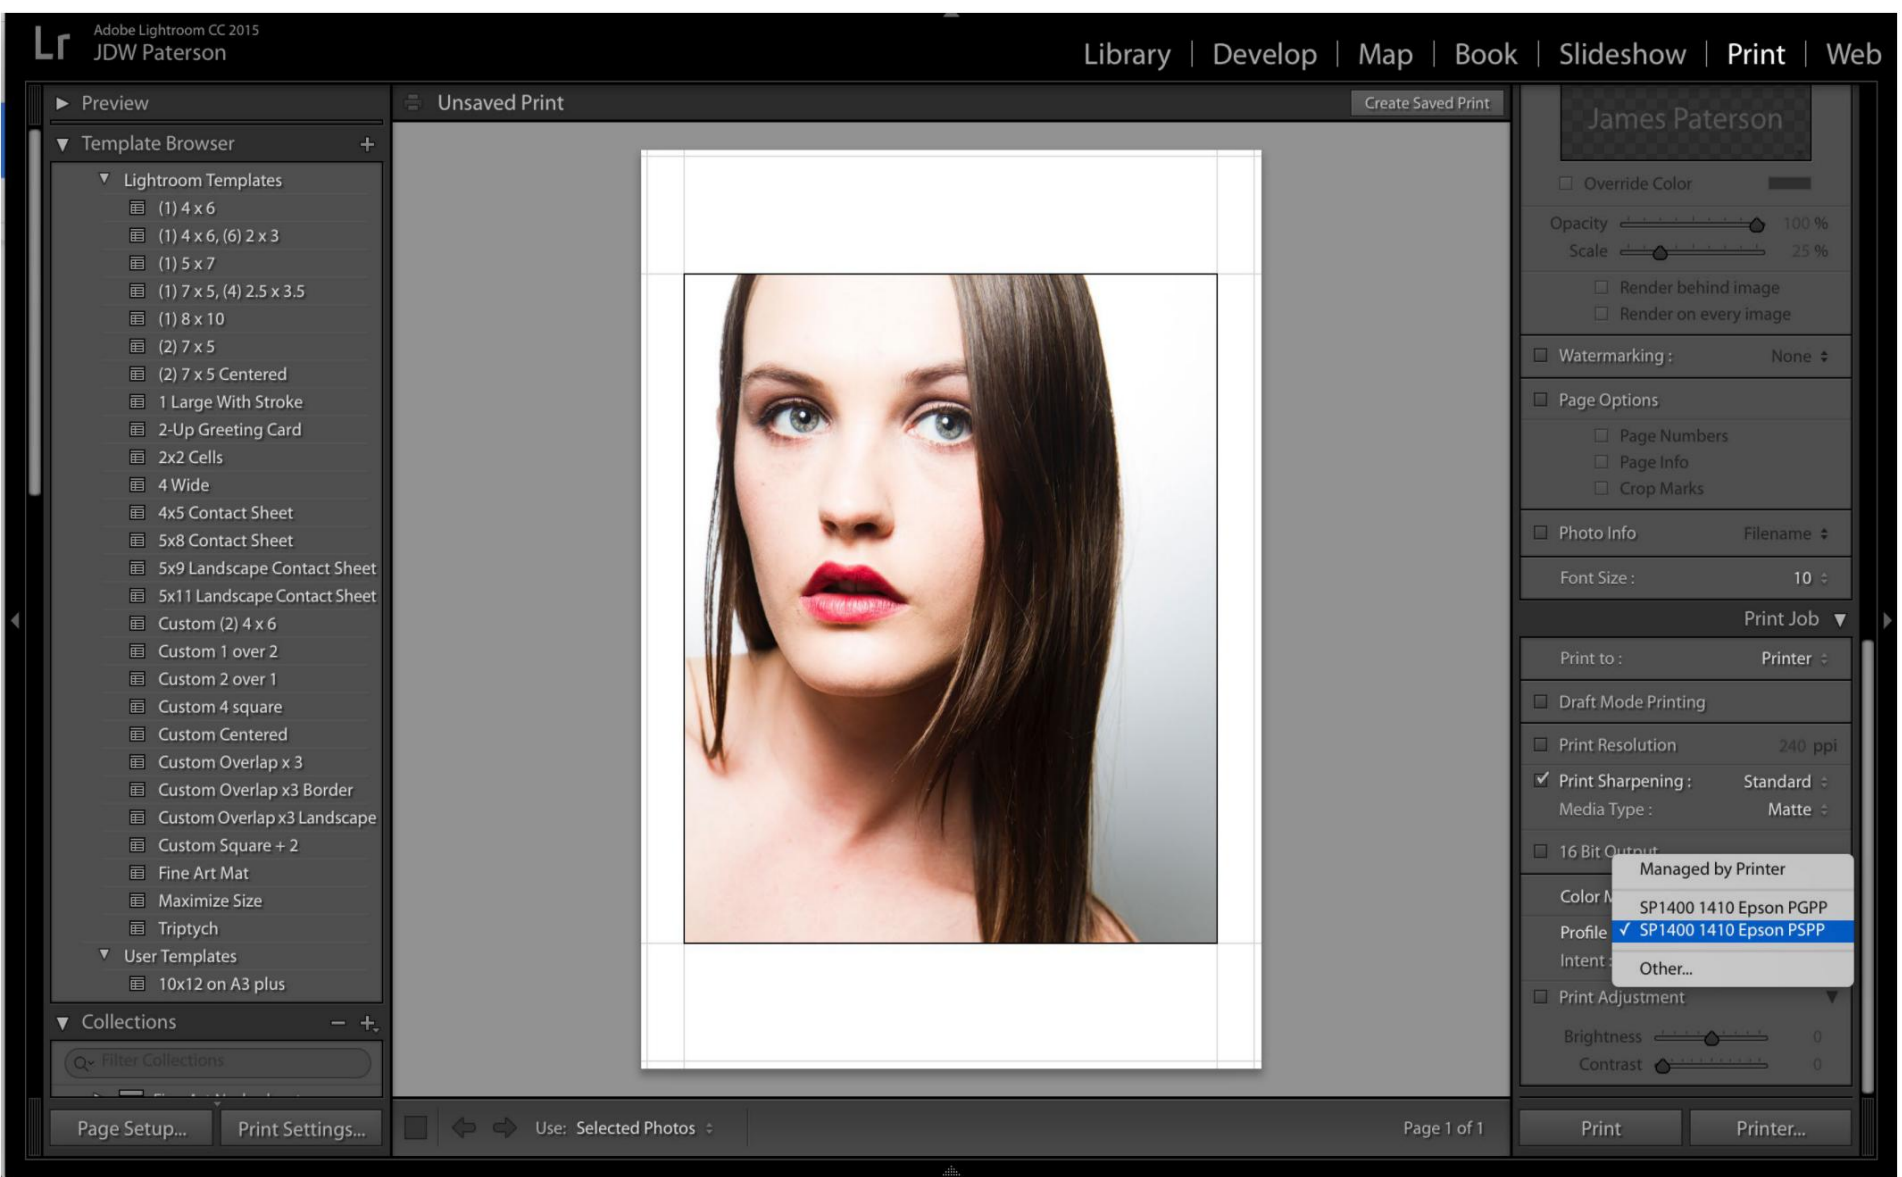 Adobe Lightroom CC 2015
Lr JDW Paterson
Library | Develop | Map | Book | Slideshow | Print | Web
Preview
Template Browser +
Lightroom Templates
(1) 4 x 6
(1) 4 x 6, (6) 2 x 3
(1) 5 x 7
(1) 7 x 5, (4) 2.5 x 3.5
(1) 8 x 10
(2) 7 x 5
(2) 7 x 5 Centered
1 Large With Stroke
2-Up Greeting Card
2x2 Cells
4 Wide
4x5 Contact Sheet
5x8 Contact Sheet
5x9 Landscape Contact Sheet
5x11 Landscape Contact Sheet
Custom (2) 4 x 6
Custom 1 over 2
Custom 2 over 1
Custom 4 square
Custom Centered
Custom Overlap x 3
Custom Overlap x3 Border
Custom Overlap x3 Landscape
Custom Square + 2
Fine Art Mat
Maximize Size
Triptych
User Templates
10x12 on A3 plus
Collections − +
Filter Collections
Page Setup... Print Settings...
Unsaved Print Create Saved Print
Use: Selected Photos Page 1 of 1
James Paterson
Override Color
Opacity 100 %
Scale 25 %
Render behind image
Render on every image
Watermarking : None
Page Options
Page Numbers
Page Info
Crop Marks
Photo Info Filename
Font Size : 10
Print Job
Print to : Printer
Draft Mode Printing
Print Resolution 240 ppi
Print Sharpening : Standard
Media Type : Matte
16 Bit Output
Managed by Printer
Color M
SP1400 1410 Epson PGPP
Profile ✓ SP1400 1410 Epson PSPP
Intent : Other...
Print Adjustment
Brightness 0
Contrast 0
Print Printer...